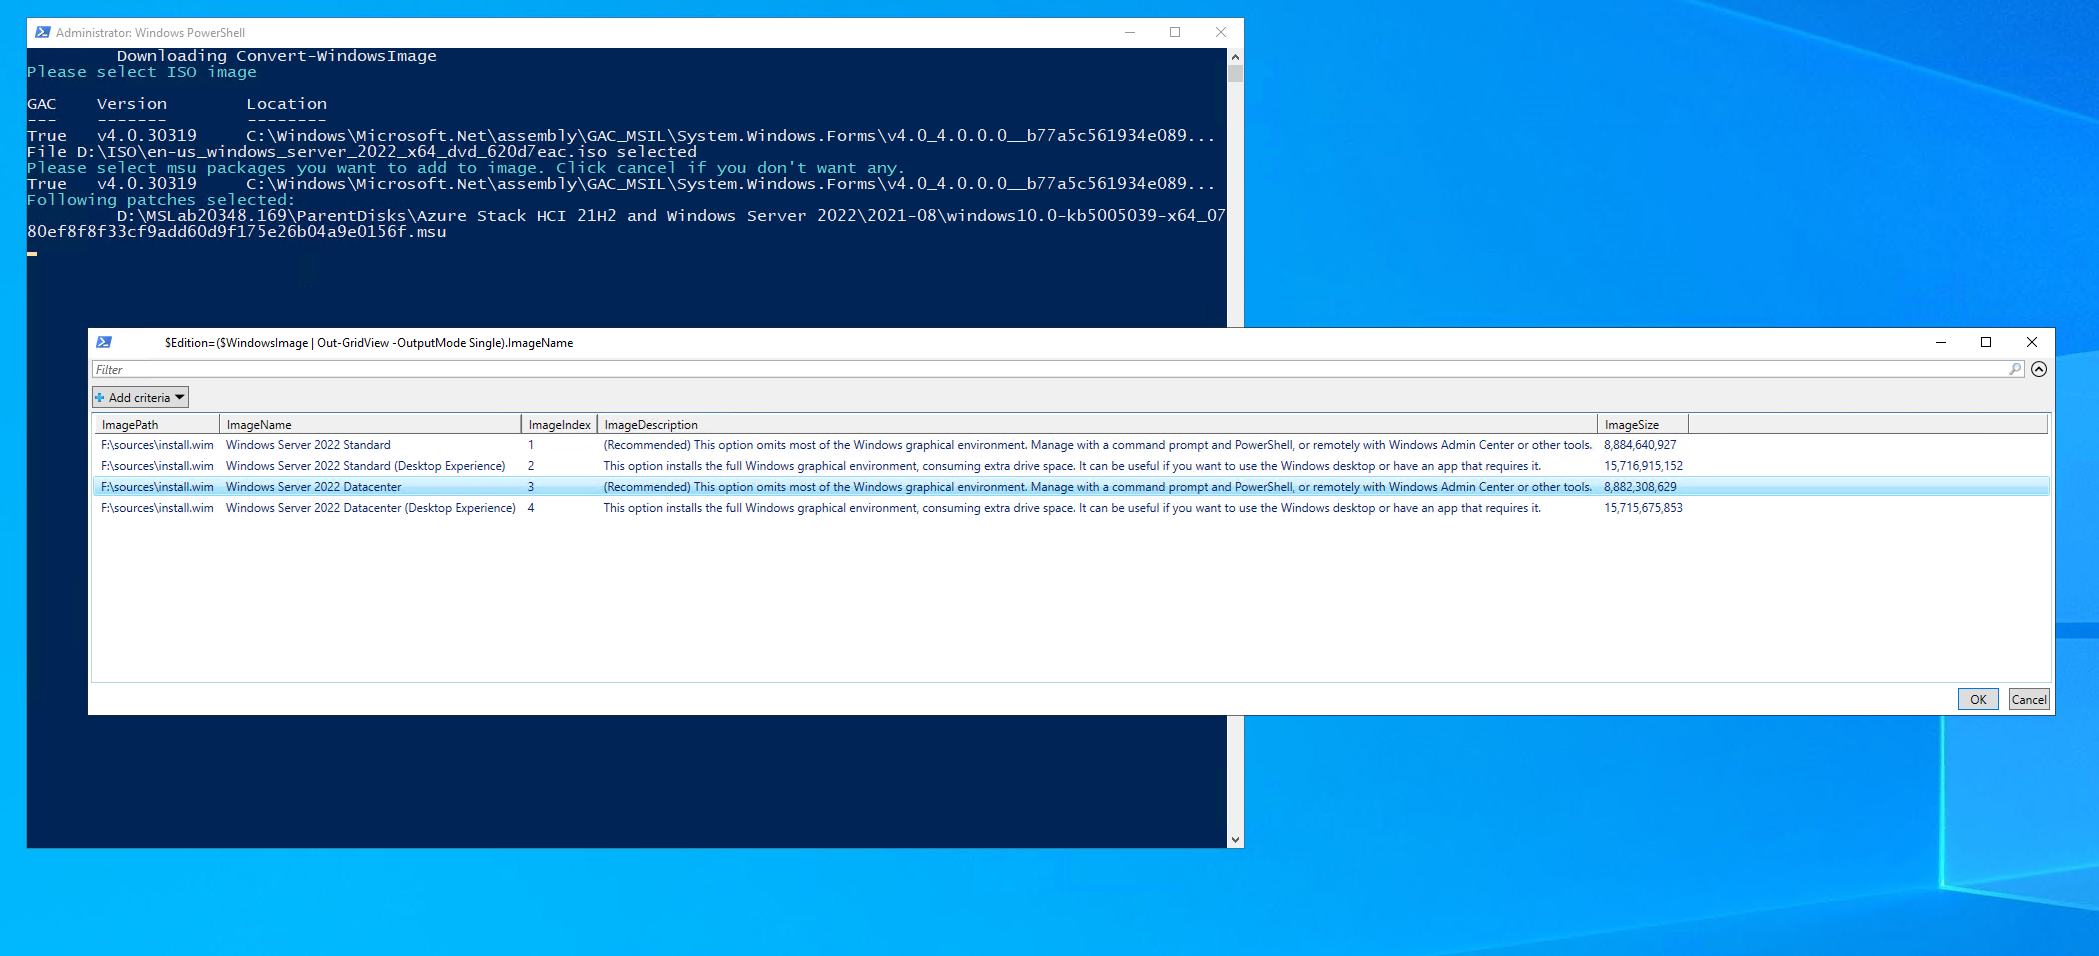 Administrator: Windows PowerShell
Downloading Convert-WindowsImage
Please select ISO image
GAC    Version        Location
---    -------        --------
True   v4.0.30319     C:\Windows\Microsoft.Net\assembly\GAC_MSIL\System.Windows.Forms\v4.0_4.0.0.0__b77a5c561934e089...
File D:\ISO\en-us_windows_server_2022_x64_dvd_620d7eac.iso selected
Please select msu packages you want to add to image. Click cancel if you don't want any.
True   v4.0.30319     C:\Windows\Microsoft.Net\assembly\GAC_MSIL\System.Windows.Forms\v4.0_4.0.0.0__b77a5c561934e089...
Following patches selected:
D:\MSLab20348.169\ParentDisks\Azure Stack HCI 21H2 and Windows Server 2022\2021-08\windows10.0-kb5005039-x64_07
80ef8f8f33cf9add60d9f175e26b04a9e0156f.msu
$Edition=($WindowsImage | Out-GridView -OutputMode Single).ImageName
Filter
Add criteria
ImagePath ImageName ImageIndex ImageDescription ImageSize
F:\sources\install.wim Windows Server 2022 Standard 1 (Recommended) This option omits most of the Windows graphical environment. Manage with a command prompt and PowerShell, or remotely with Windows Admin Center or other tools. 8,884,640,927
F:\sources\install.wim Windows Server 2022 Standard (Desktop Experience) 2 This option installs the full Windows graphical environment, consuming extra drive space. It can be useful if you want to use the Windows desktop or have an app that requires it. 15,716,915,152
F:\sources\install.wim Windows Server 2022 Datacenter 3 (Recommended) This option omits most of the Windows graphical environment. Manage with a command prompt and PowerShell, or remotely with Windows Admin Center or other tools. 8,882,308,629
F:\sources\install.wim Windows Server 2022 Datacenter (Desktop Experience) 4 This option installs the full Windows graphical environment, consuming extra drive space. It can be useful if you want to use the Windows desktop or have an app that requires it. 15,715,675,853
OK Cancel